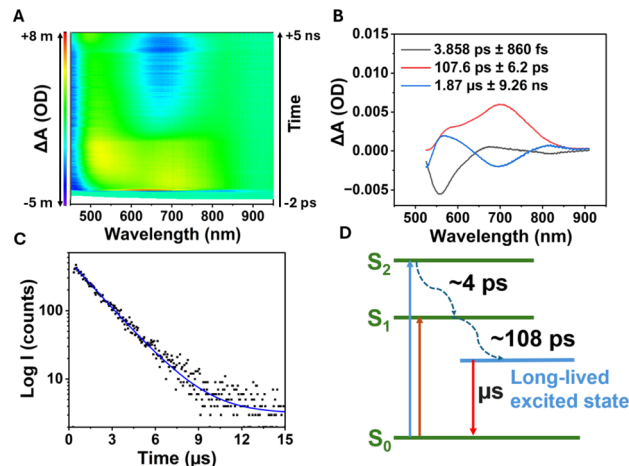 A
+8 m
-5 m
ΔA (OD)
+5 ns
-2 ps
Time
450 600 750 900
Wavelength (nm)
B
0.015
0.010
0.005
0.000
−0.005
ΔA (OD)
3.858 ps ± 860 fs
107.6 ps ± 6.2 ps
1.87 µs ± 9.26 ns
500 600 700 800 900
Wavelength (nm)
C
100
10
Log I (counts)
0 3 6 9 12 15
Time (µs)
D
S₂
~4 ps
S₁
~108 ps
µs
Long-lived
excited state
S₀